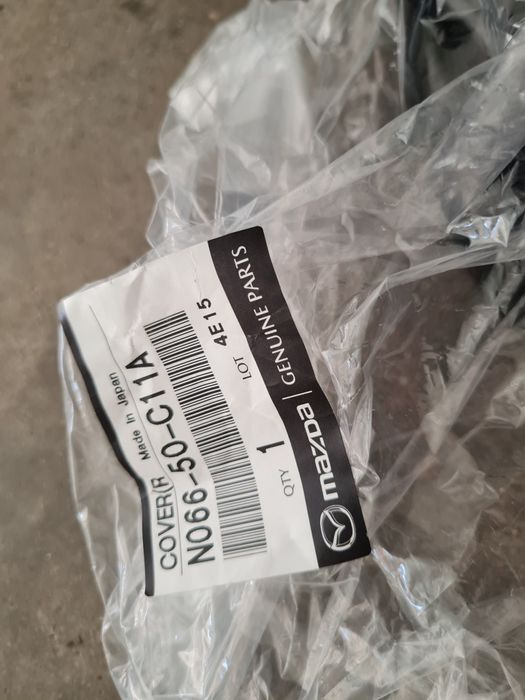 mazda | GENUINE PARTS
QTY 1 LOT 4E15
N066-50-C11A
COVER(R Made In Japan